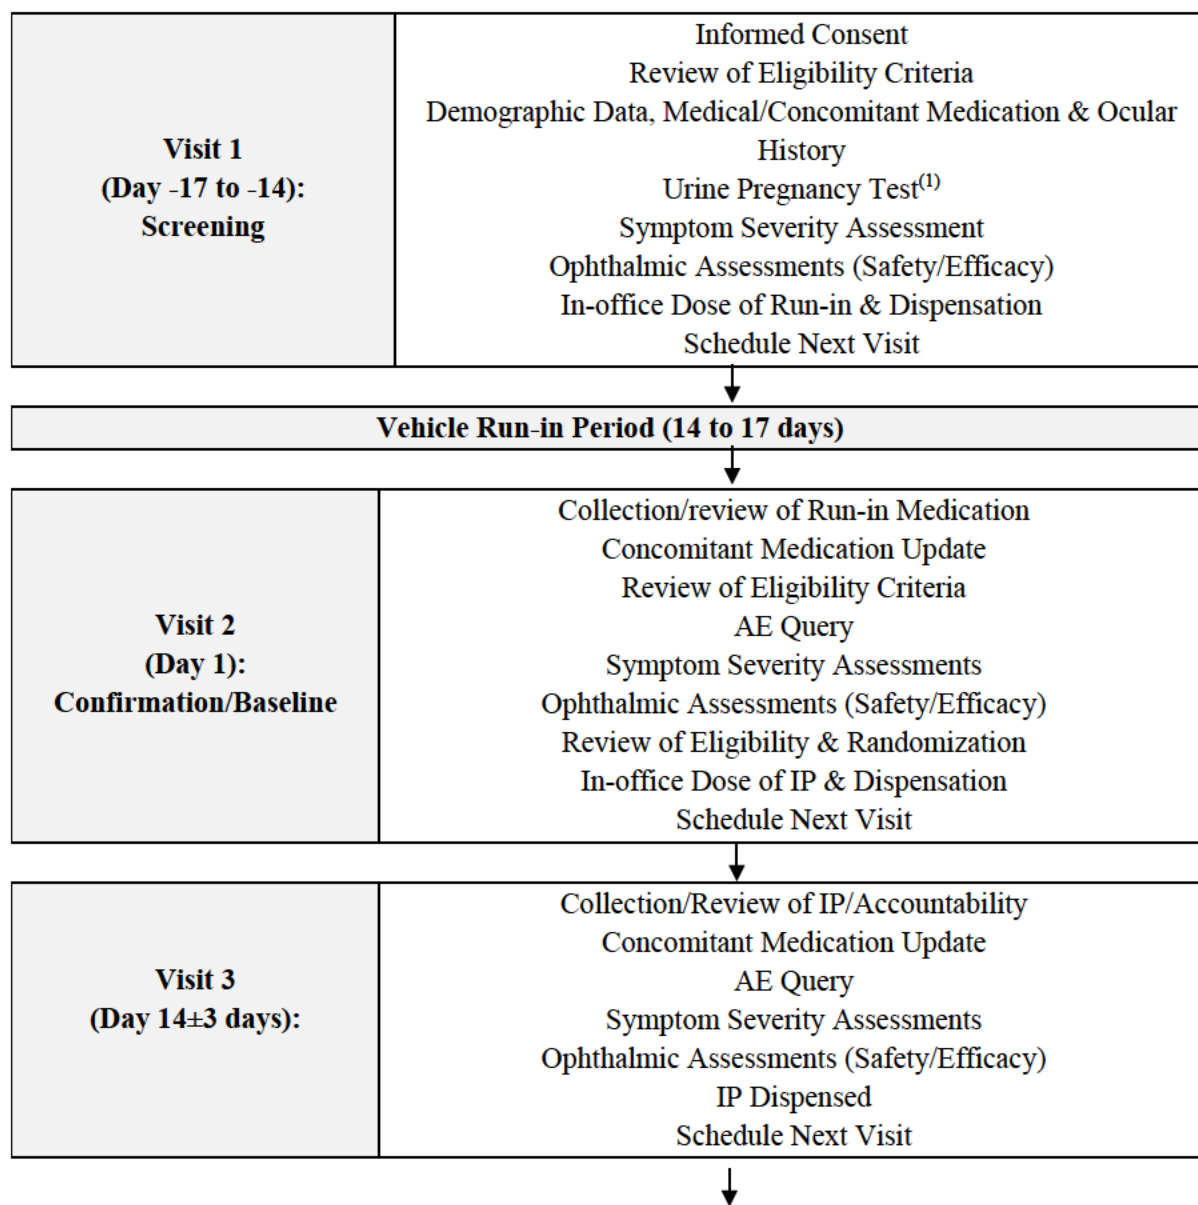 Visit 1
(Day -17 to -14):
Screening
Informed Consent
Review of Eligibility Criteria
Demographic Data, Medical/Concomitant Medication & Ocular
History
Urine Pregnancy Test(1)
Symptom Severity Assessment
Ophthalmic Assessments (Safety/Efficacy)
In-office Dose of Run-in & Dispensation
Schedule Next Visit
Vehicle Run-in Period (14 to 17 days)
Visit 2
(Day 1):
Confirmation/Baseline
Collection/review of Run-in Medication
Concomitant Medication Update
Review of Eligibility Criteria
AE Query
Symptom Severity Assessments
Ophthalmic Assessments (Safety/Efficacy)
Review of Eligibility & Randomization
In-office Dose of IP & Dispensation
Schedule Next Visit
Visit 3
(Day 14±3 days):
Collection/Review of IP/Accountability
Concomitant Medication Update
AE Query
Symptom Severity Assessments
Ophthalmic Assessments (Safety/Efficacy)
IP Dispensed
Schedule Next Visit